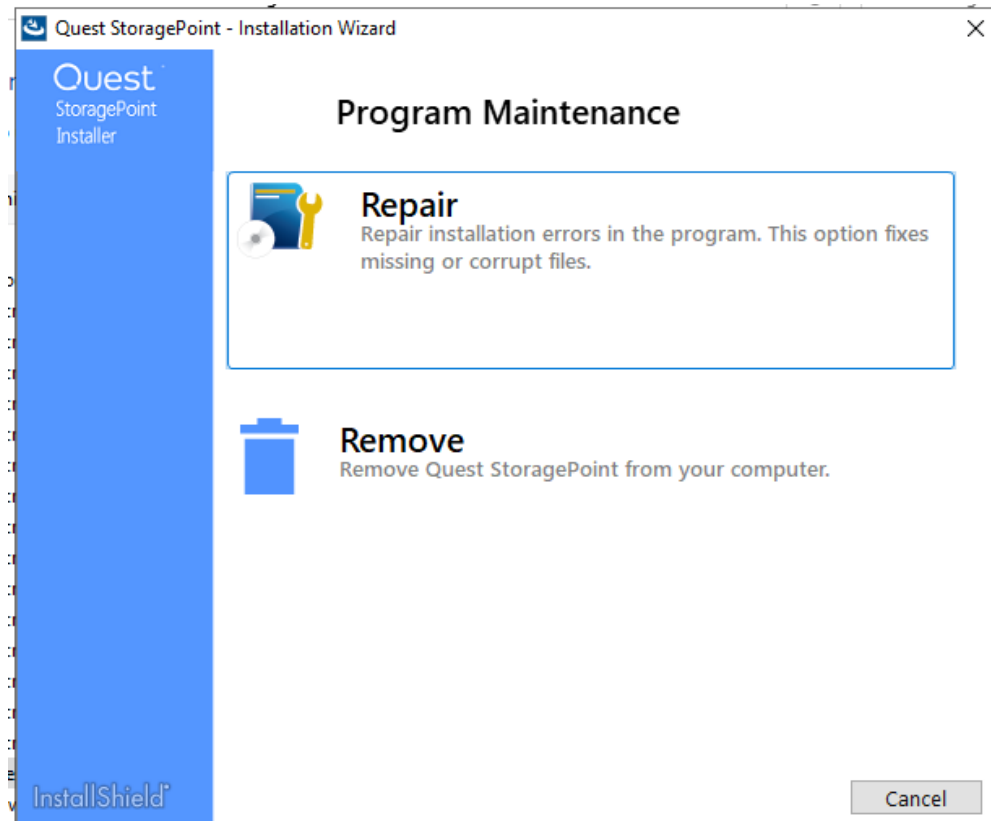 Quest StoragePoint - Installation Wizard
Quest
StoragePoint
Installer
Program Maintenance
Repair
Repair installation errors in the program. This option fixes
missing or corrupt files.
Remove
Remove Quest StoragePoint from your computer.
InstallShield
Cancel